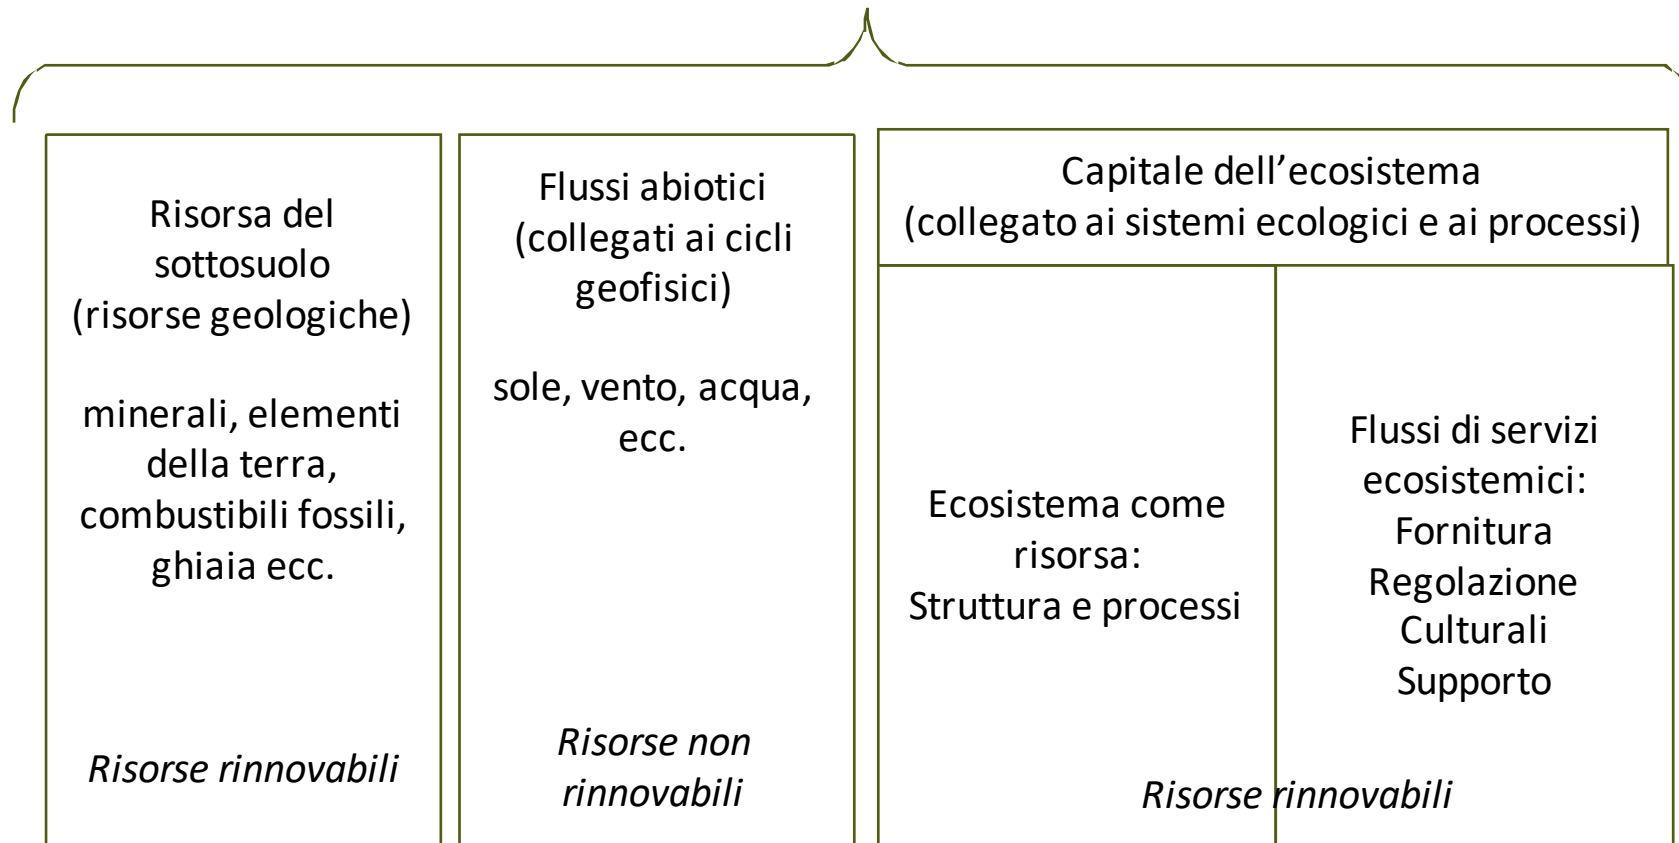 Risorsa del
sottosuolo
(risorse geologiche)
minerali, elementi
della terra,
combustibili fossili,
ghiaia ecc.
Risorse rinnovabili
Flussi abiotici
(collegati ai cicli
geofisici)
sole, vento, acqua,
ecc.
Risorse non
rinnovabili
Capitale dell’ecosistema
(collegato ai sistemi ecologici e ai processi)
Ecosistema come
risorsa:
Struttura e processi
Flussi di servizi
ecosistemici:
Fornitura
Regolazione
Culturali
Supporto
Risorse rinnovabili